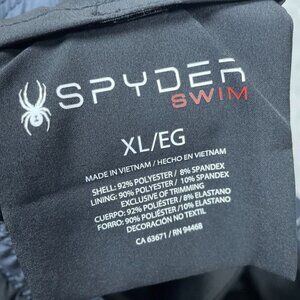 SPYDER
SWIM
XL/EG
MADE IN VIETNAM / HECHO EN VIETNAM
SHELL: 92% POLYESTER / 8% SPANDEX
LINING: 90% POLYESTER / 10% SPANDEX
EXCLUSIVE OF TRIMMING
CUERPO: 92% POLIÉSTER / 8% ELASTANO
FORRO: 90% POLIÉSTER /10% ELASTANO
DECORACIÓN NO TEXTIL
CA 63671 / RN 94468